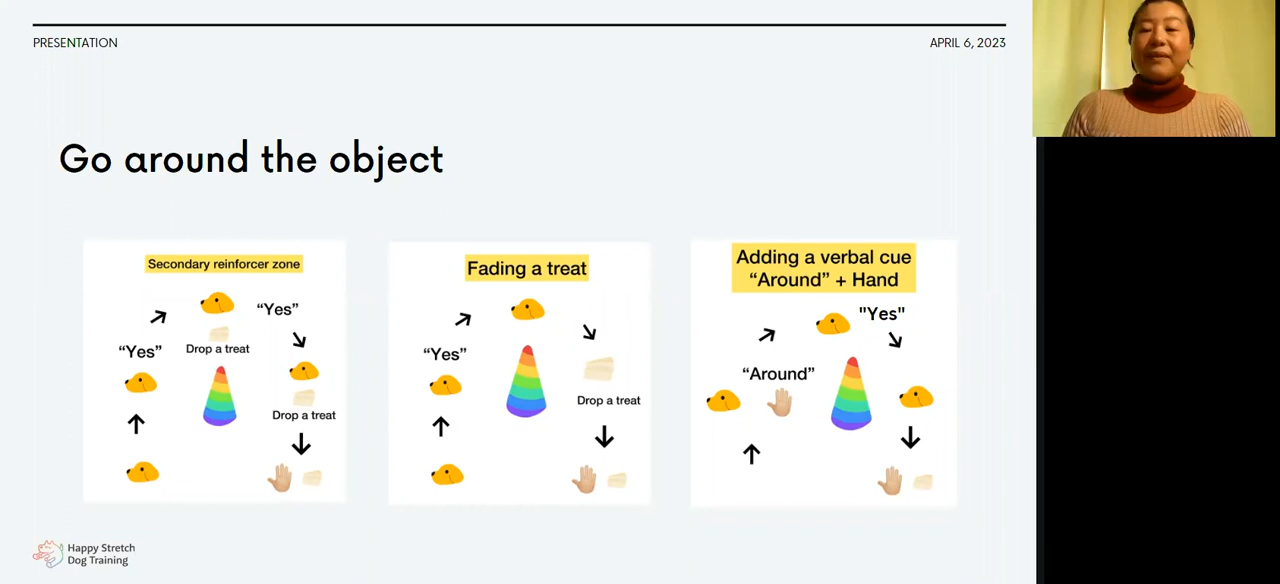 PRESENTATION
APRIL 6, 2023
Go around the object
Secondary reinforcer zone
“Yes”
“Yes”
Drop a treat
Drop a treat
Fading a treat
“Yes”
Drop a treat
Adding a verbal cue
“Around” + Hand
"Yes"
“Around”
Happy Stretch
Dog Training